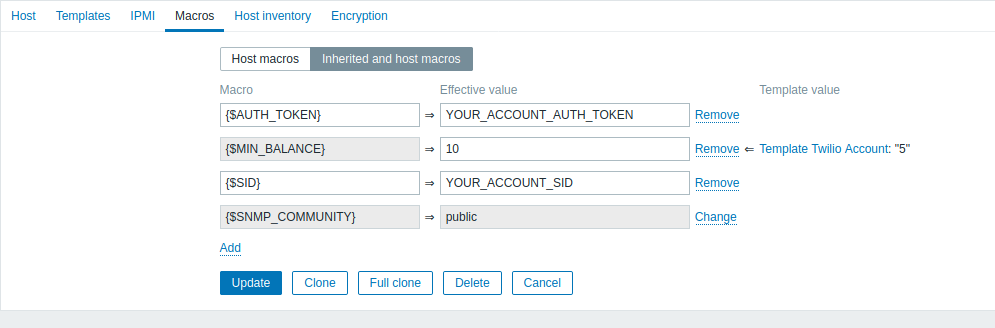 Host Templates IPMI Macros Host inventory Encryption
Host macros Inherited and host macros
Macro Effective value Template value
{$AUTH_TOKEN} ⇒ YOUR_ACCOUNT_AUTH_TOKEN Remove
{$MIN_BALANCE} ⇒ 10 Remove ⇐ Template Twilio Account: "5"
{$SID} ⇒ YOUR_ACCOUNT_SID Remove
{$SNMP_COMMUNITY} ⇒ public Change
Add
Update Clone Full clone Delete Cancel